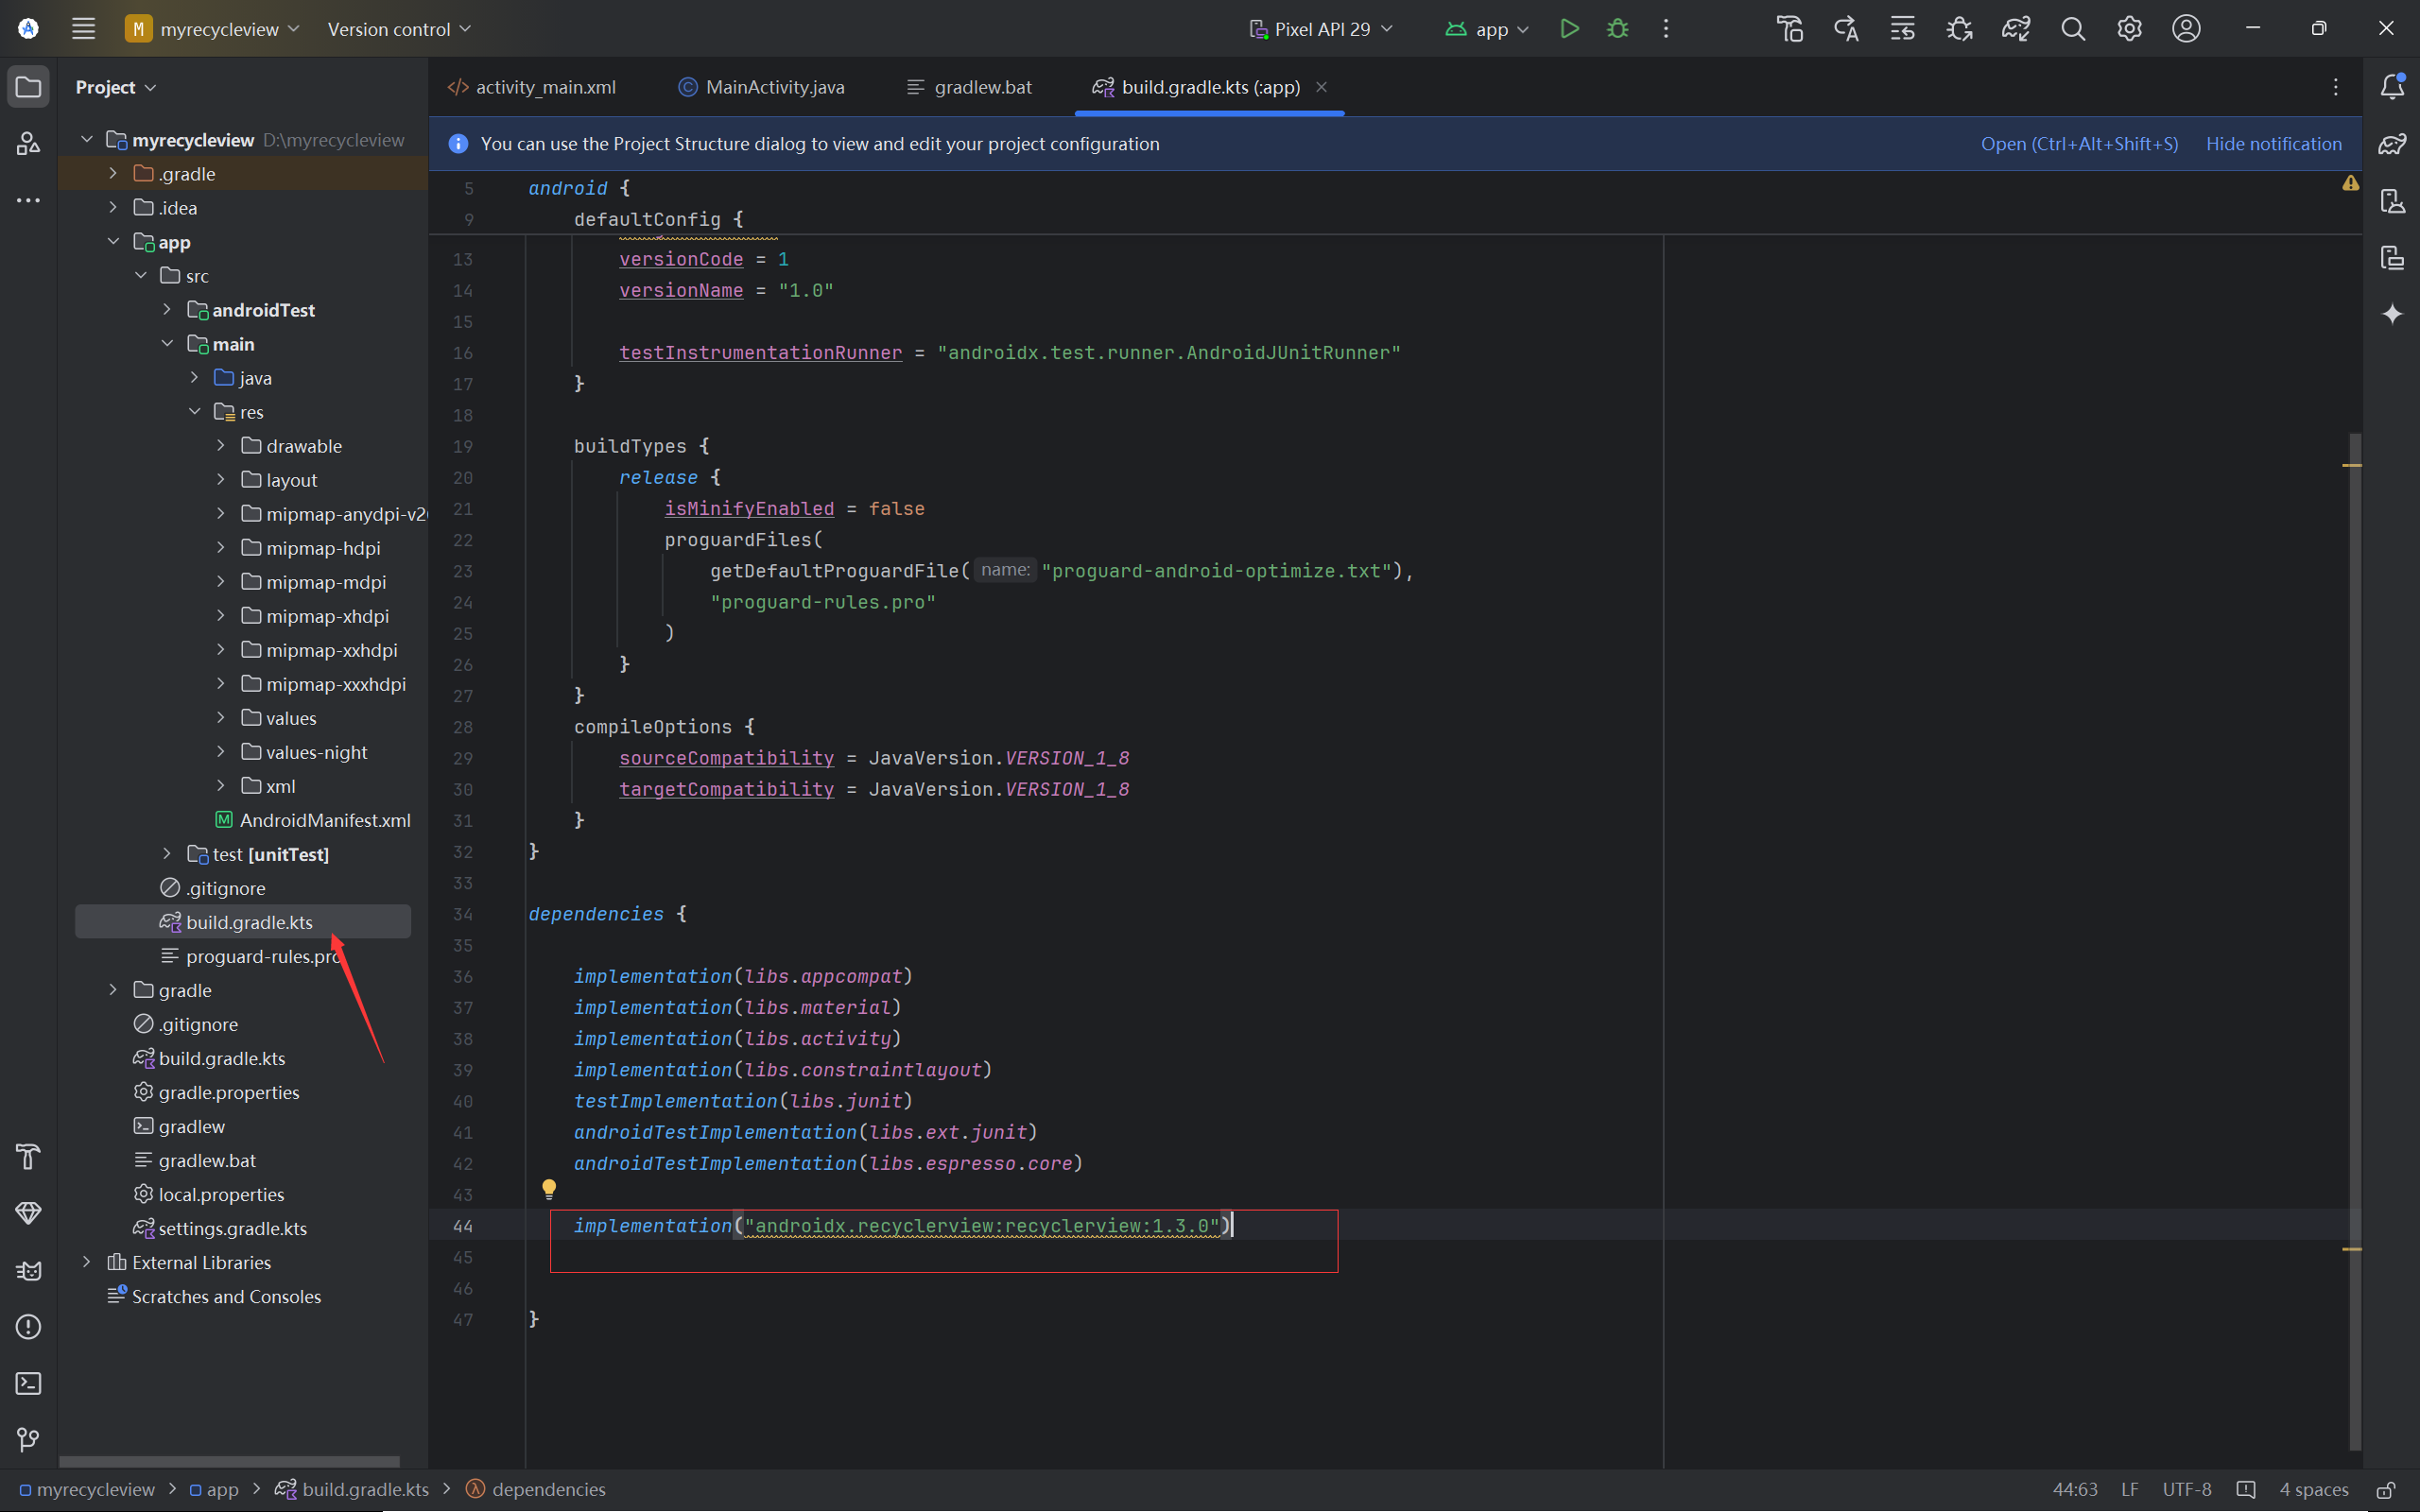 M myrecycleview Version control Pixel API 29 app
Project
activity_main.xml MainActivity.java gradlew.bat build.gradle.kts (:app)
You can use the Project Structure dialog to view and edit your project configuration Open (Ctrl+Alt+Shift+S) Hide notification
myrecycleview D:\myrecycleview
.gradle
.idea
app
src
androidTest
main
java
res
drawable
layout
mipmap-anydpi-v2
mipmap-hdpi
mipmap-mdpi
mipmap-xhdpi
mipmap-xxhdpi
mipmap-xxxhdpi
values
values-night
xml
AndroidManifest.xml
test [unitTest]
.gitignore
build.gradle.kts
proguard-rules.pro
gradle
.gitignore
build.gradle.kts
gradle.properties
gradlew
gradlew.bat
local.properties
settings.gradle.kts
External Libraries
Scratches and Consoles
5 android {
9 defaultConfig {
13 versionCode = 1
14 versionName = "1.0"
15
16 testInstrumentationRunner = "androidx.test.runner.AndroidJUnitRunner"
17 }
18
19 buildTypes {
20 release {
21 isMinifyEnabled = false
22 proguardFiles(
23 getDefaultProguardFile( name: "proguard-android-optimize.txt"),
24 "proguard-rules.pro"
25 )
26 }
27 }
28 compileOptions {
29 sourceCompatibility = JavaVersion.VERSION_1_8
30 targetCompatibility = JavaVersion.VERSION_1_8
31 }
32 }
33
34 dependencies {
35
36 implementation(libs.appcompat)
37 implementation(libs.material)
38 implementation(libs.activity)
39 implementation(libs.constraintlayout)
40 testImplementation(libs.junit)
41 androidTestImplementation(libs.ext.junit)
42 androidTestImplementation(libs.espresso.core)
43
44 implementation("androidx.recyclerview:recyclerview:1.3.0")
45
46
47 }
myrecycleview > app > build.gradle.kts > dependencies 44:63 LF UTF-8 4 spaces